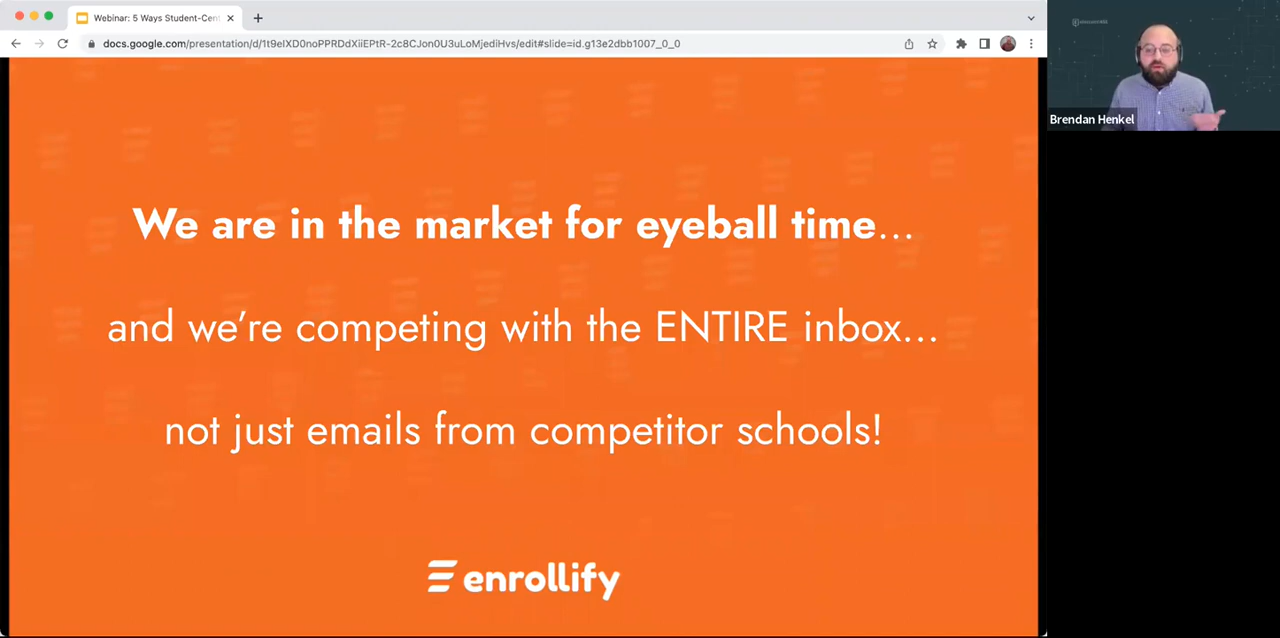 Webinar: 5 Ways Student-Cent
docs.google.com/presentation/d/1t9eIXD0noPPRDdXiiEPtR-2c8CJon0U3uLoMjediHvs/edit#slide=id.g13e2dbb1007_0_0
We are in the market for eyeball time...
and we're competing with the ENTIRE inbox...
not just emails from competitor schools!
enrollify
Brendan Henkel